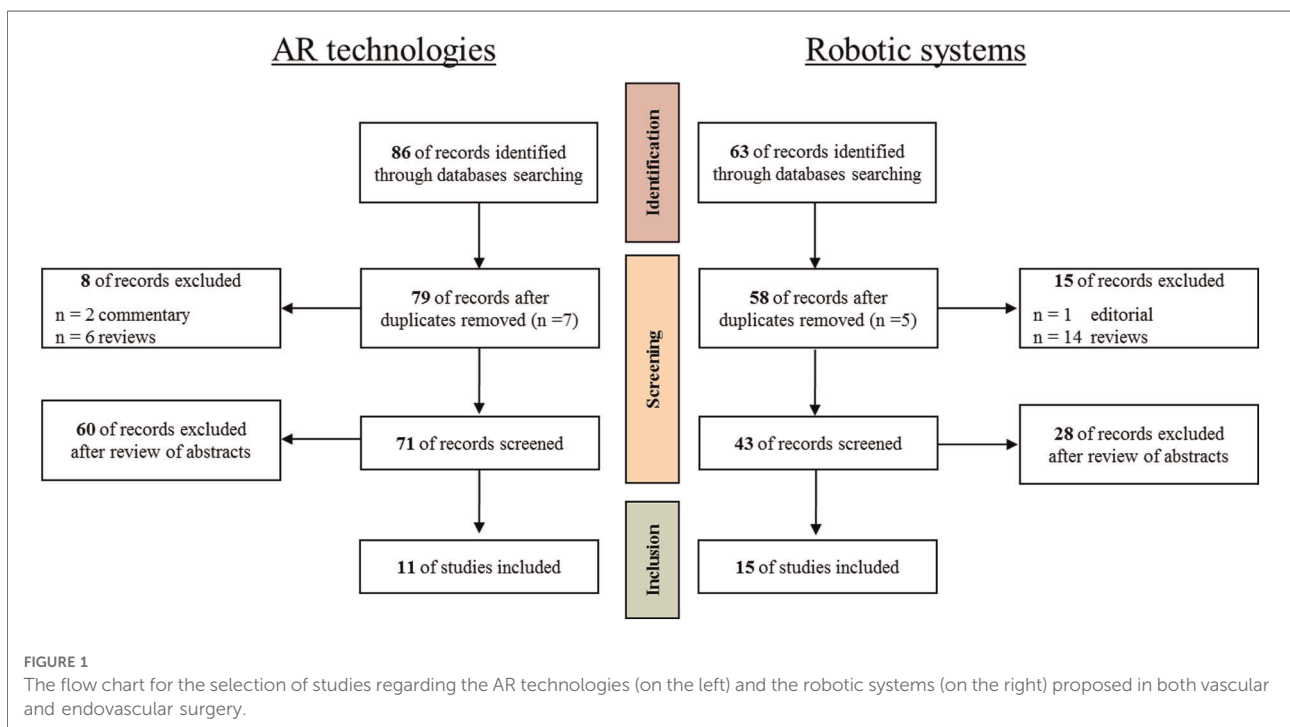 AR technologies
Robotic systems
Identification
86 of records identified
through databases searching
63 of records identified
through databases searching
Screening
8 of records excluded
n = 2 commentary
n = 6 reviews
79 of records after
duplicates removed (n =7)
58 of records after
duplicates removed (n =5)
15 of records excluded
n = 1 editorial
n = 14 reviews
60 of records excluded
after review of abstracts
71 of records screened
43 of records screened
28 of records excluded
after review of abstracts
Inclusion
11 of studies included
15 of studies included
FIGURE 1
The flow chart for the selection of studies regarding the AR technologies (on the left) and the robotic systems (on the right) proposed in both vascular
and endovascular surgery.